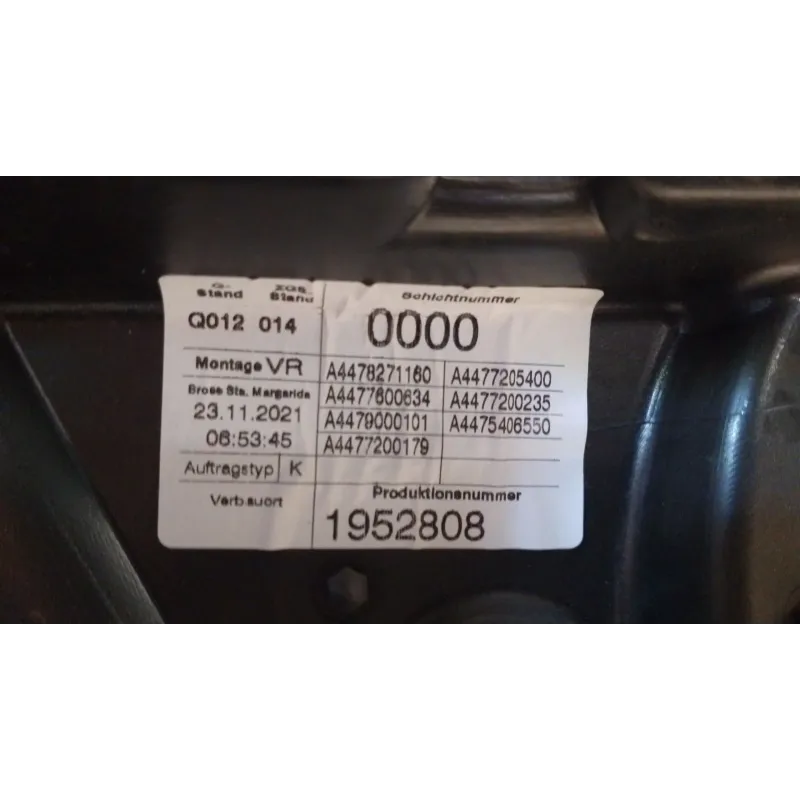 Q-Stand ZGS-Stand Schichtnummer
Q012 014 0000
Montage VR A4478271160 A4477205400
Brose Sta. Margarida A4477600634 A4477200235
23.11.2021 A4479000101 A4475406550
06:53:45 A4477200179
Auftragstyp K
Verbauort Produktionsnummer
1952808